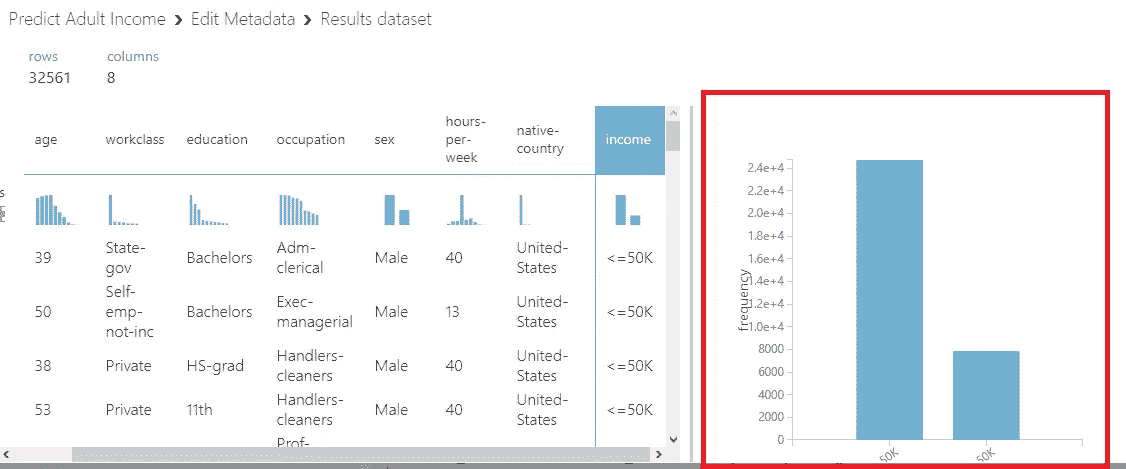 Predict Adult Income ❯ Edit Metadata ❯ Results dataset
rows
columns
32561
8
age
workclass
education
occupation
sex
hours-
per-
week
native-
country
income
39
State-
gov
Bachelors
Adm-
clerical
Male
40
United-
States
<=50K
50
Self-
emp-
not-inc
Bachelors
Exec-
managerial
Male
13
United-
States
<=50K
38
Private
HS-grad
Handlers-
cleaners
Male
40
United-
States
<=50K
53
Private
11th
Handlers-
cleaners
Male
40
United-
States
<=50K
Prof-
frequency
2.4e+4
2.2e+4
2.0e+4
1.8e+4
1.6e+4
1.4e+4
1.2e+4
1.0e+4
8000
6000
4000
2000
0
50K
50K